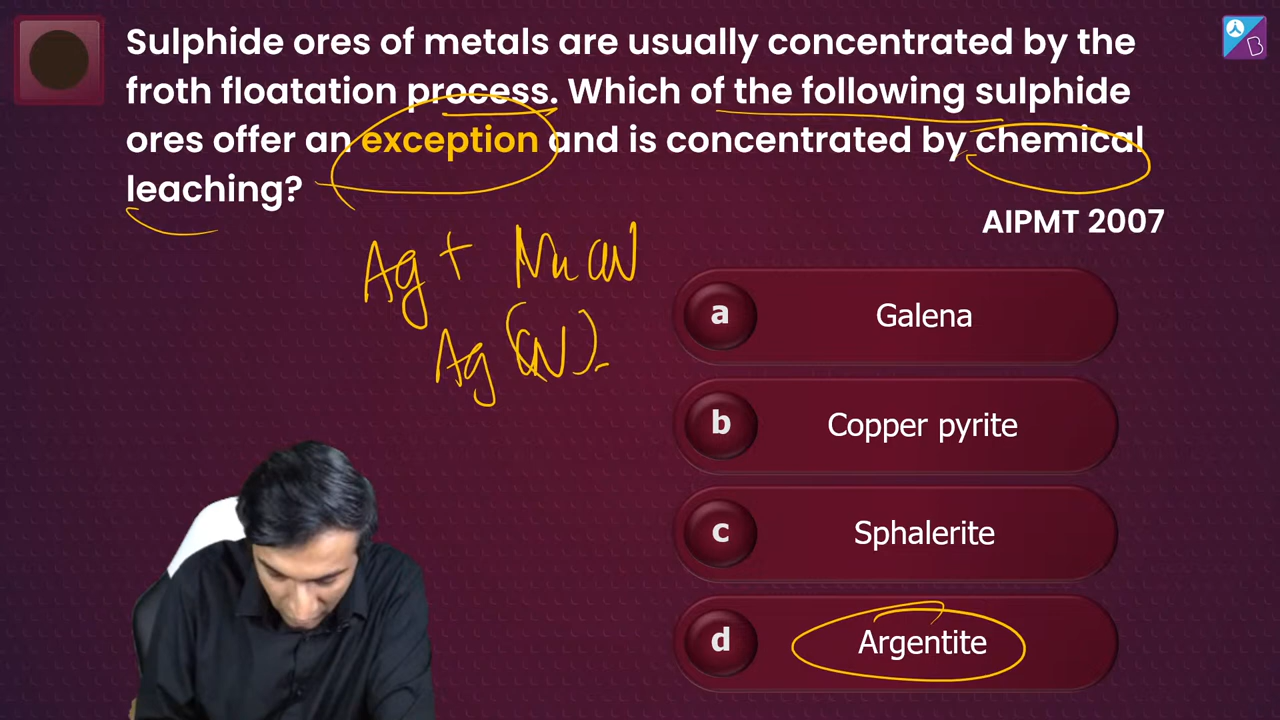 Sulphide ores of metals are usually concentrated by the
froth floatation process. Which of the following sulphide
ores offer an exception and is concentrated by chemical
leaching?
AIPMT 2007
Ag + NaCN
Ag(CN)₂
a Galena
b Copper pyrite
c Sphalerite
d Argentite
B